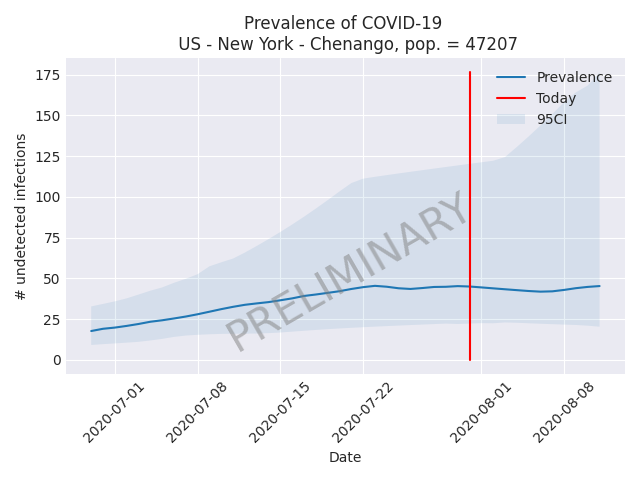 Prevalence of COVID-19
US - New York - Chenango, pop. = 47207
Prevalence
Today
95CI
175
150
125
100
75
50
25
0
# undetected infections
PRELIMINARY
2020-07-01
2020-07-08
2020-07-15
2020-07-22
2020-08-01
2020-08-08
Date